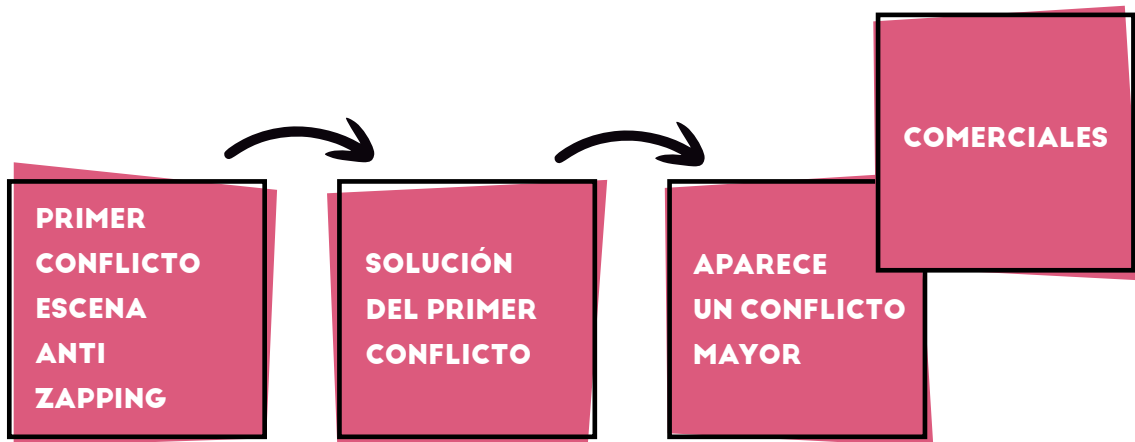 PRIMER
CONFLICTO
ESCENA
ANTI
ZAPPING
SOLUCIÓN
DEL PRIMER
CONFLICTO
APARECE
UN CONFLICTO
MAYOR
COMERCIALES